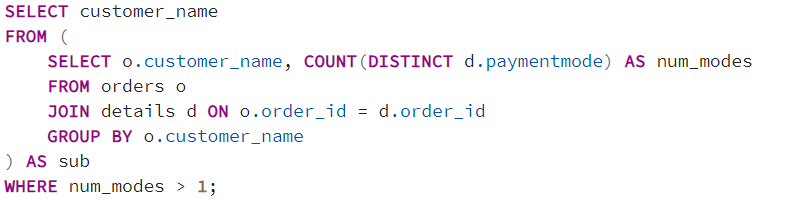 SELECT customer_name
FROM (
    SELECT o.customer_name, COUNT(DISTINCT d.paymentmode) AS num_modes
    FROM orders o
    JOIN details d ON o.order_id = d.order_id
    GROUP BY o.customer_name
) AS sub
WHERE num_modes > 1;